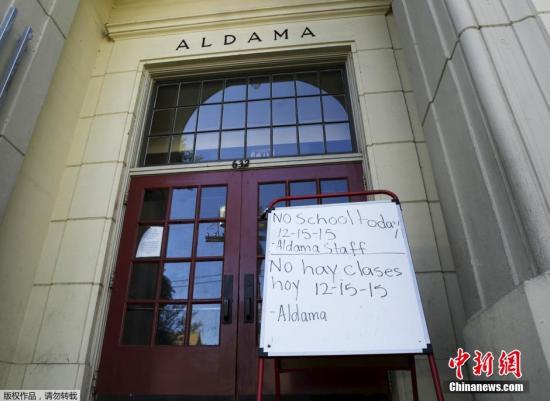 ALDAMA
632
No School today
12-15-15
-Aldama Staff
No hay clases
hoy 12-15-15
-Aldama
中新网
www.chinanews.com
版权作品，请勿转载